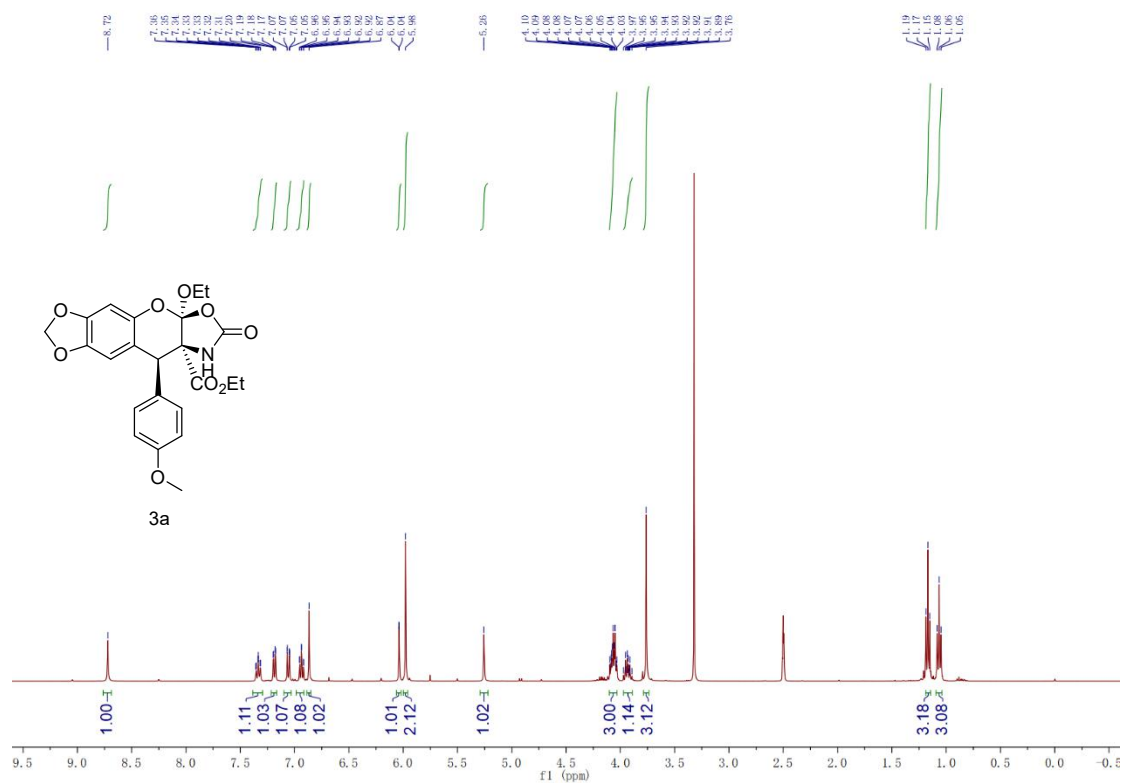 8.72 7.36 7.35 7.34 7.33 7.33 7.32 7.31 7.20 7.19 7.18 7.17 7.07 7.07 7.05 7.05 6.96 6.95 6.94 6.93 6.92 6.92 6.87 6.04 6.04 5.98 5.26 4.10 4.09 4.08 4.08 4.07 4.07 4.06 4.05 4.04 4.03 3.97 3.95 3.95 3.94 3.93 3.92 3.92 3.91 3.89 3.76 1.19 1.17 1.15 1.08 1.06 1.05
OEt
O O O
O
O
N
H
O
CO2Et
O
3a
1.00 1.11 1.03 1.07 1.08 1.02 1.01 2.12 1.02 3.00 1.14 3.12 3.18 3.08
9.5 9.0 8.5 8.0 7.5 7.0 6.5 6.0 5.5 5.0 4.5 4.0 3.5 3.0 2.5 2.0 1.5 1.0 0.5 0.0 -0.5
f1 (ppm)